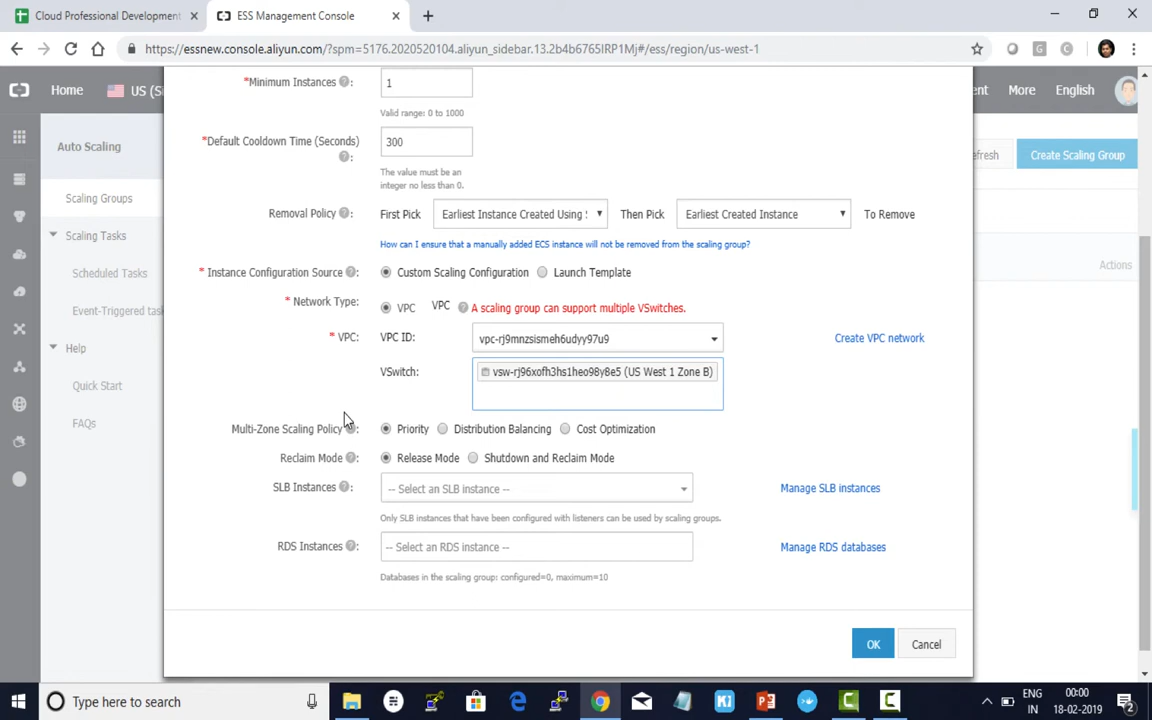 Cloud Professional Development
ESS Management Console
https://essnew.console.aliyun.com/?spm=5176.2020520104.aliyun_sidebar.13.2b4b6765IRP1Mj#/ess/region/us-west-1
Home
US (Si
ent
More
English
Auto Scaling
Scaling Groups
Scaling Tasks
Scheduled Tasks
Event-Triggered task
Help
Quick Start
FAQs
efresh
Create Scaling Group
Actions
*Minimum Instances : 1
Valid range: 0 to 1000
*Default Cooldown Time (Seconds) : 300
The value must be an
integer no less than 0.
Removal Policy : First Pick Earliest Instance Created Using Then Pick Earliest Created Instance To Remove
How can I ensure that a manually added ECS instance will not be removed from the scaling group?
* Instance Configuration Source : Custom Scaling Configuration Launch Template
* Network Type: VPC VPC A scaling group can support multiple VSwitches.
* VPC: VPC ID: vpc-rj9mnzsismeh6udyy97u9 Create VPC network
VSwitch: vsw-rj96xofh3hs1heo98y8e5 (US West 1 Zone B)
Multi-Zone Scaling Policy : Priority Distribution Balancing Cost Optimization
Reclaim Mode : Release Mode Shutdown and Reclaim Mode
SLB Instances : -- Select an SLB instance -- Manage SLB instances
Only SLB instances that have been configured with listeners can be used by scaling groups.
RDS Instances : -- Select an RDS instance -- Manage RDS databases
Databases in the scaling group: configured=0, maximum=10
OK Cancel
Type here to search
ENG
IN
00:00
18-02-2019
2